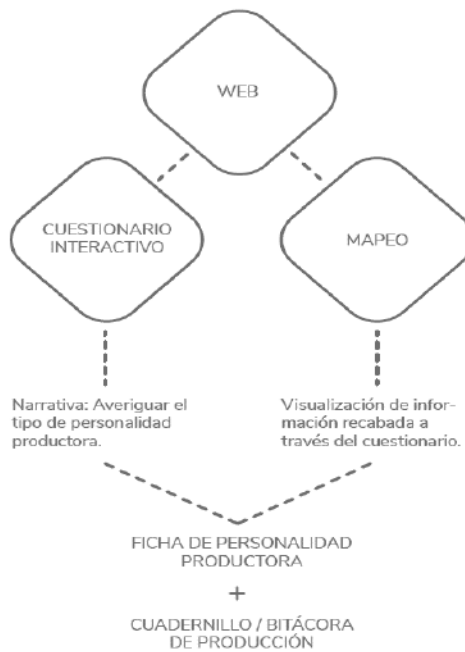 WEB
CUESTIONARIO
INTERACTIVO
MAPEO
Narrativa: Averiguar el
tipo de personalidad
productora.
Visualización de infor-
mación recabada a
través del cuestionario.
FICHA DE PERSONALIDAD
PRODUCTORA
+
CUADERNILLO / BITÁCORA
DE PRODUCCIÓN